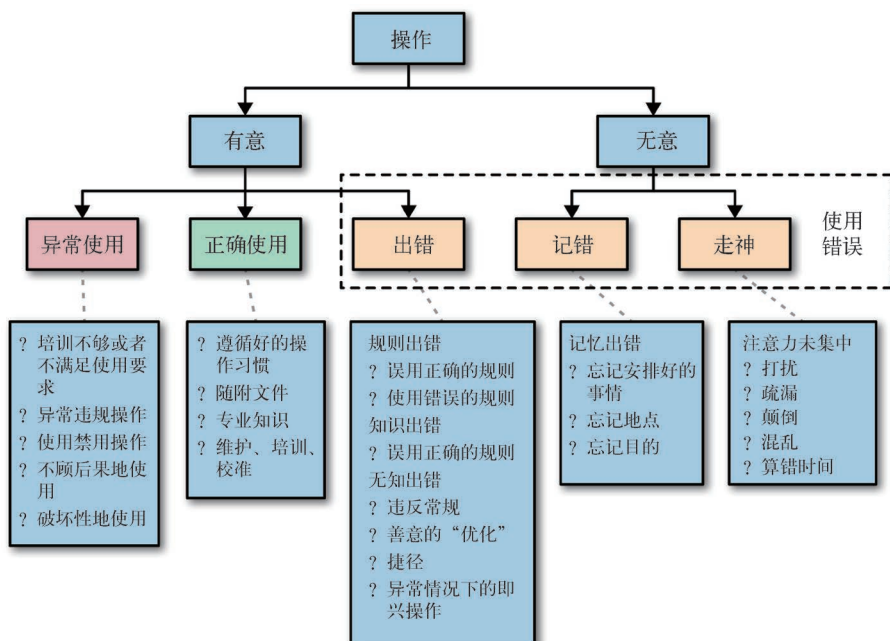 操作
有意
无意
使用
错误
异常使用
正确使用
出错
记错
走神
? 培训不够或者
不满足使用要
求
? 异常违规操作
? 使用禁用操作
? 不顾后果地使
用
? 破坏性地使用
? 遵循好的操
作习惯
? 随附文件
? 专业知识
? 维护、培训、
校准
规则出错
? 误用正确的规则
? 使用错误的规则
知识出错
? 误用正确的规则
无知出错
? 违反常规
? 善意的“优化”
? 捷径
? 异常情况下的即
兴操作
记忆出错
? 忘记安排好的
事情
? 忘记地点
? 忘记目的
注意力未集中
? 打扰
? 疏漏
? 颠倒
? 混乱
? 算错时间